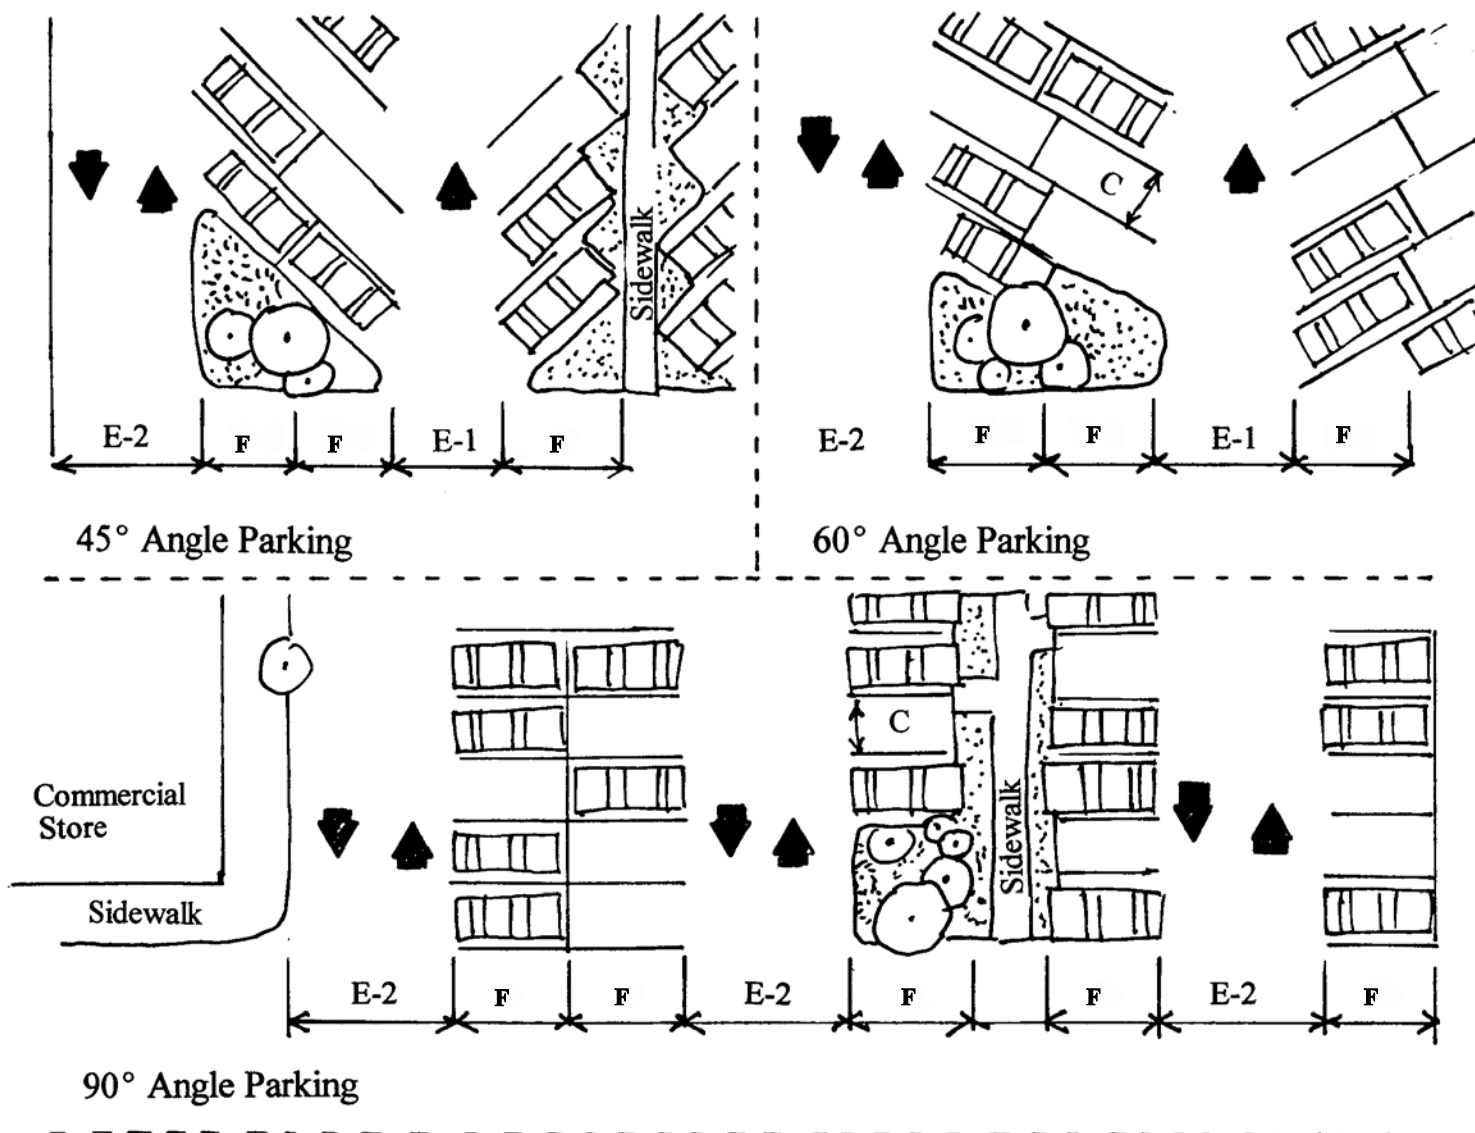 C
Sidewalk
E-2
F
F
E-1
F
E-2
F
F
E-1
F
45° Angle Parking
60° Angle Parking
C
Commercial
Store
Sidewalk
Sidewalk
E-2
F
F
E-2
F
F
E-2
F
90° Angle Parking